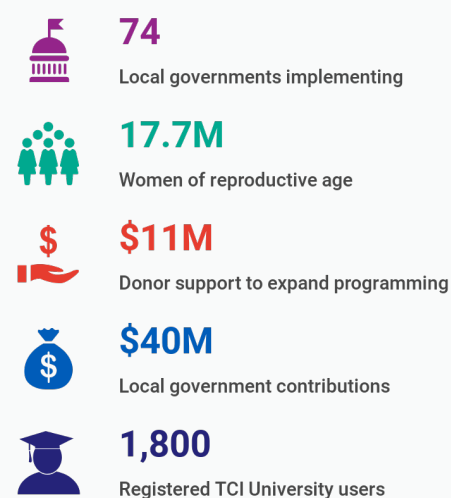 74
Local governments implementing
17.7M
Women of reproductive age
$
$11M
Donor support to expand programming
$
$40M
Local government contributions
1,800
Registered TCI University users